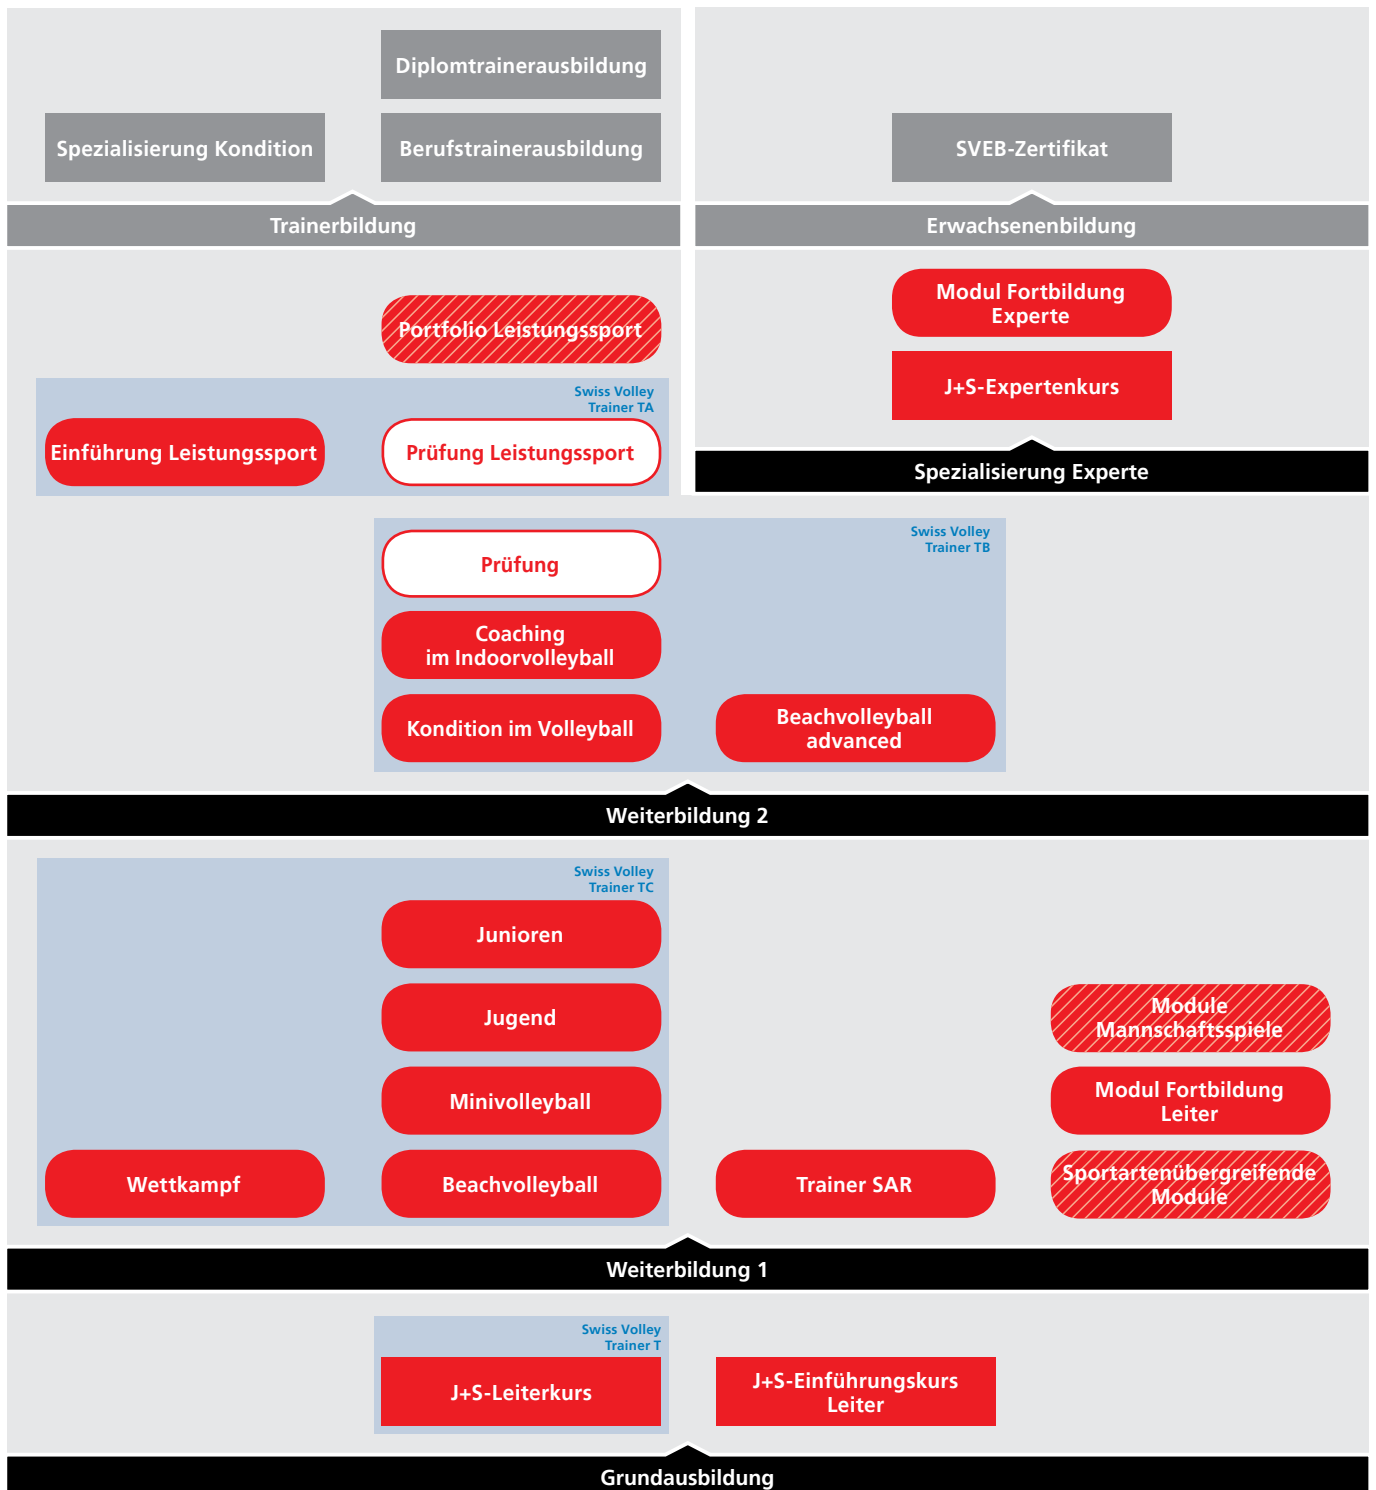 Diplomtrainerausbildung
Spezialisierung Kondition
Berufstrainerausbildung
SVEB-Zertifikat
Trainerbildung
Erwachsenenbildung
Modul Fortbildung
Experte
Portfolio Leistungssport
J+S-Expertenkurs
Swiss Volley
Trainer TA
Einführung Leistungssport
Prüfung Leistungssport
Spezialisierung Experte
Swiss Volley
Trainer TB
Prüfung
Coaching
im Indoorvolleyball
Kondition im Volleyball
Beachvolleyball
advanced
Weiterbildung 2
Swiss Volley
Trainer TC
Junioren
Jugend
Module
Mannschaftsspiele
Minivolleyball
Modul Fortbildung
Leiter
Wettkampf
Beachvolleyball
Trainer SAR
Sportartenübergreifende
Module
Weiterbildung 1
Swiss Volley
Trainer T
J+S-Leiterkurs
J+S-Einführungskurs
Leiter
Grundausbildung